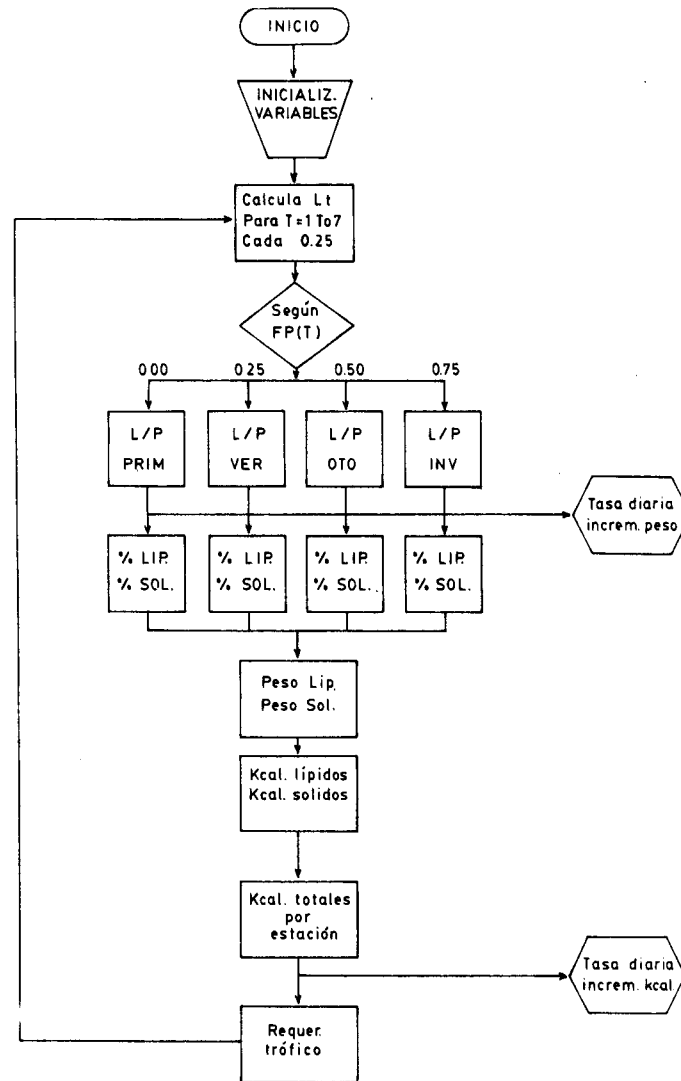 INICIO
INICIALIZ.
VARIABLES
Calcula Lt
Para T=1 To7
Cada 0.25
Según
FP(T)
0.00 0.25 0.50 0.75
L/P
PRIM
L/P
VER
L/P
OTO
L/P
INV
Tasa diaria
increm. peso
% LIP.
% SOL.
% LIP.
% SOL.
% LIP.
% SOL.
% LIP.
% SOL.
Peso Lip.
Peso Sol.
Kcal. lípidos
Kcal. solidos
Kcal. totales
por
estación
Tasa diaria
increm. kcal.
Requer.
trófico